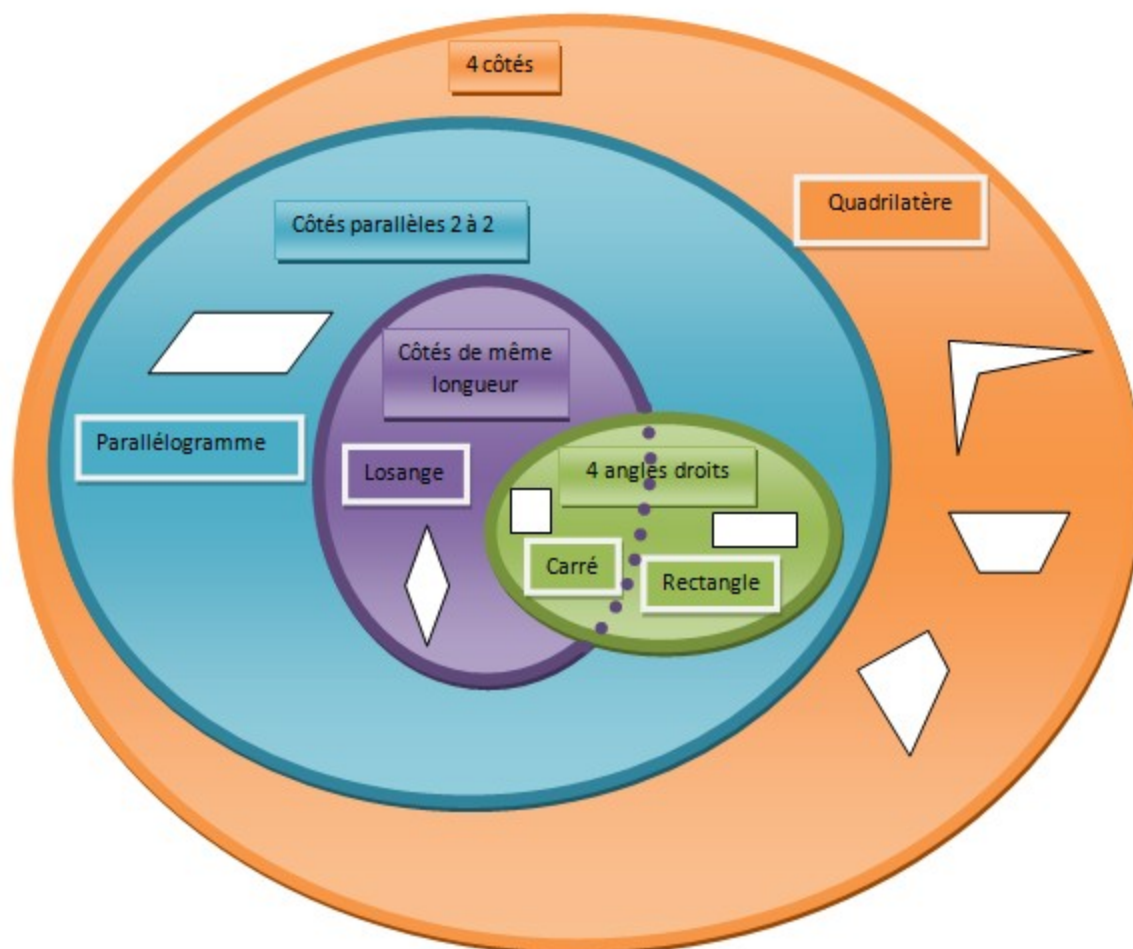 4 côtés
Quadrilatère
Côtés parallèles 2 à 2
Côtés de même
longueur
Parallélogramme
Losange
4 angles droits
Carré
Rectangle